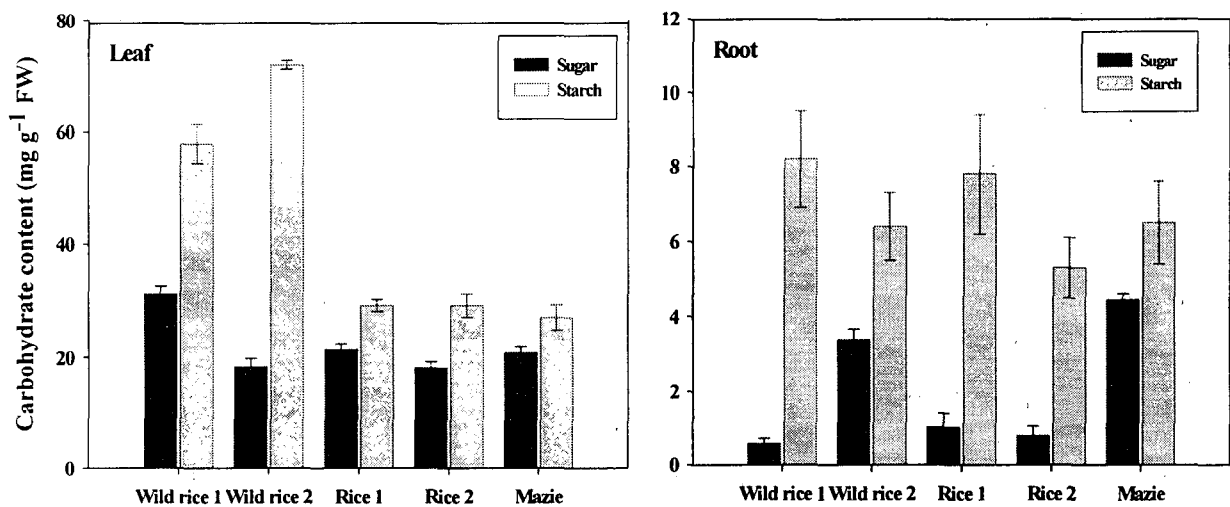 Carbohydrate content (mg g⁻¹ FW)
80
60
40
20
0
Leaf
Sugar
Starch
Wild rice 1 Wild rice 2 Rice 1 Rice 2 Mazie
12
10
8
6
4
2
0
Root
Sugar
Starch
Wild rice 1 Wild rice 2 Rice 1 Rice 2 Mazie